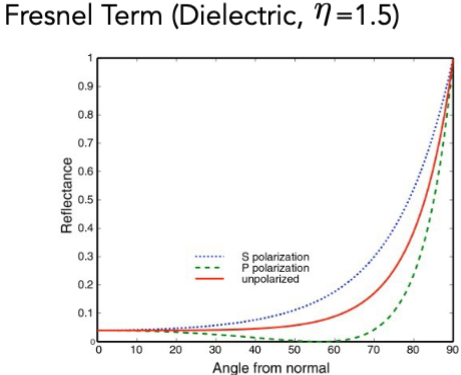 Fresnel Term (Dielectric, η=1.5)
1
0.9
0.8
0.7
0.6
0.5
0.4
0.3
0.2
0.1
0
Reflectance
S polarization
P polarization
unpolarized
0 10 20 30 40 50 60 70 80 90
Angle from normal